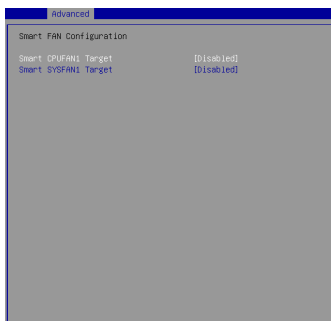 Advanced
Smart FAN Configuration
Smart CPUFAN1 Target [Disabled]
Smart SYSFAN1 Target [Disabled]